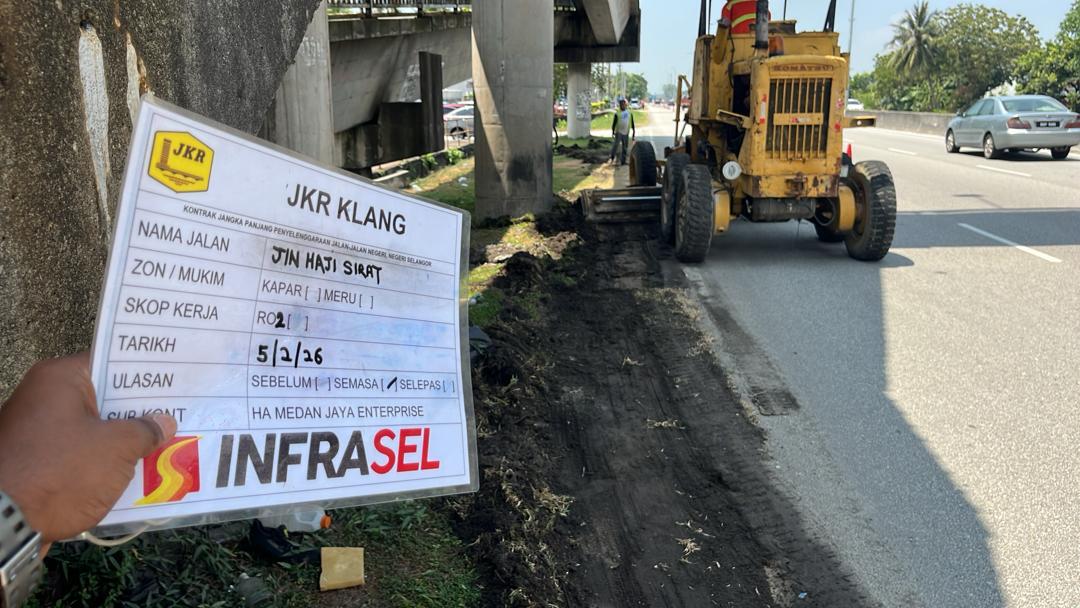 JKR
JKR KLANG
KONTRAK JANGKA PANJANG PENYELENGGARAAN JALAN-JALAN NEGERI, NEGERI SELANGOR
NAMA JALAN JLN HAJI SIRAT
ZON / MUKIM KAPAR [ ] MERU [ ]
SKOP KERJA RO2[ ]
TARIKH 5/2/26
ULASAN SEBELUM [ ] SEMASA [/] SELEPAS [ ]
SUB KONT HA MEDAN JAYA ENTERPRISE
INFRASEL
KOMATSU